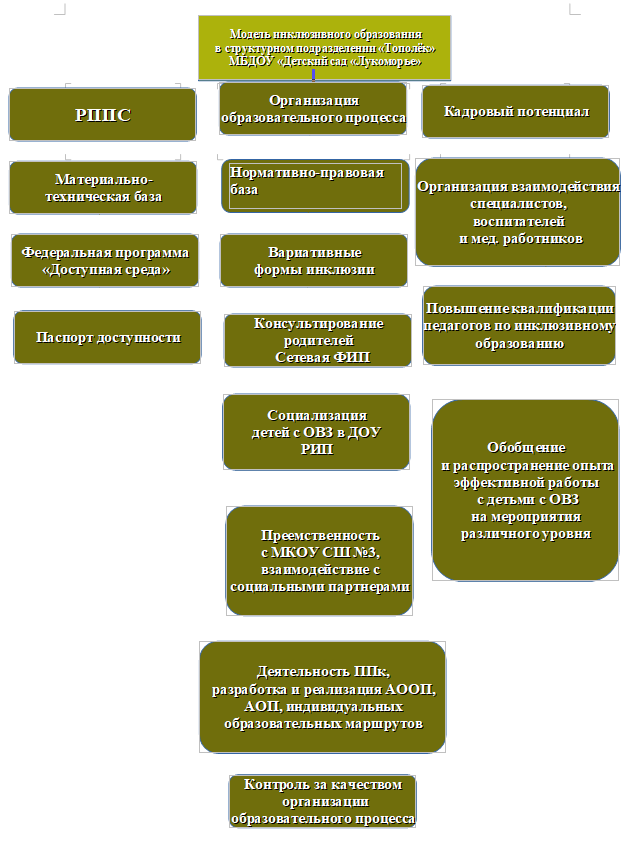 Модель инклюзивного образования
в структурном подразделении «Тополёк»
МБДОУ «Детский сад «Лукоморье»
РППС
Материально-
техническая база
Федеральная программа
«Доступная среда»
Паспорт доступности
Организация
образовательного процесса
Нормативно-правовая
база
Вариативные
формы инклюзии
Консультирование
родителей
Сетевая ФИП
Социализация
детей с ОВЗ в ДОУ
РИП
Преемственность
с МКОУ СШ №3,
взаимодействие с
социальными партнерами
Деятельность ППк,
разработка и реализация АООП,
АОП, индивидуальных
образовательных маршрутов
Контроль за качеством
организации
образовательного процесса
Кадровый потенциал
Организация взаимодействия
специалистов,
воспитателей
и мед. работников
Повышение квалификации
педагогов по инклюзивному
образованию
Обобщение
и распространение опыта
эффективной работы
с детьми с ОВЗ
на мероприятия
различного уровня